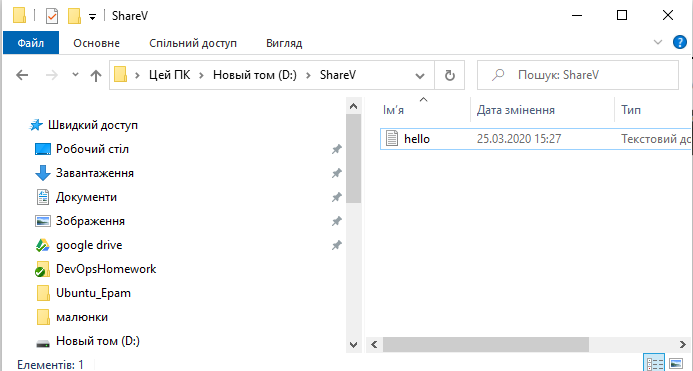 ShareV
Файл Основне Спільний доступ Вигляд
Цей ПК Новый том (D:) ShareV
Пошук: ShareV
Ім'я Дата змінення Тип
hello 25.03.2020 15:27 Текстовий до
Швидкий доступ
Робочий стіл
Завантаження
Документи
Зображення
google drive
DevOpsHomework
Ubuntu_Epam
малюнки
Новый том (D:)
Елементів: 1